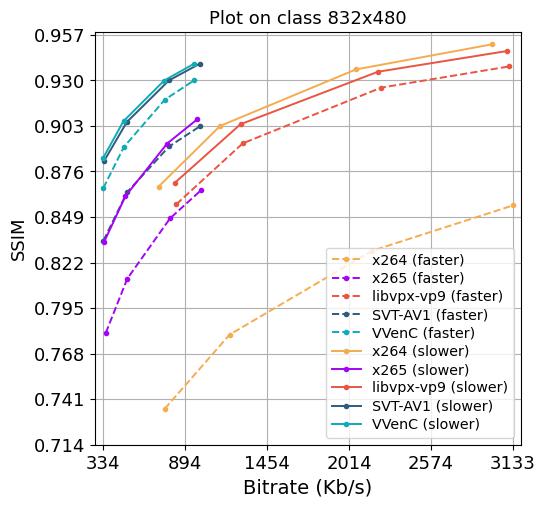 Plot on class 832x480
SSIM
0.957
0.930
0.903
0.876
0.849
0.822
0.795
0.768
0.741
0.714
x264 (faster)
x265 (faster)
libvpx-vp9 (faster)
SVT-AV1 (faster)
VVenC (faster)
x264 (slower)
x265 (slower)
libvpx-vp9 (slower)
SVT-AV1 (slower)
VVenC (slower)
334 894 1454 2014 2574 3133
Bitrate (Kb/s)